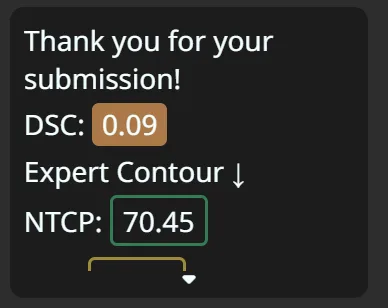 Thank you for your
submission!
DSC: 0.09
Expert Contour ↓
NTCP: 70.45